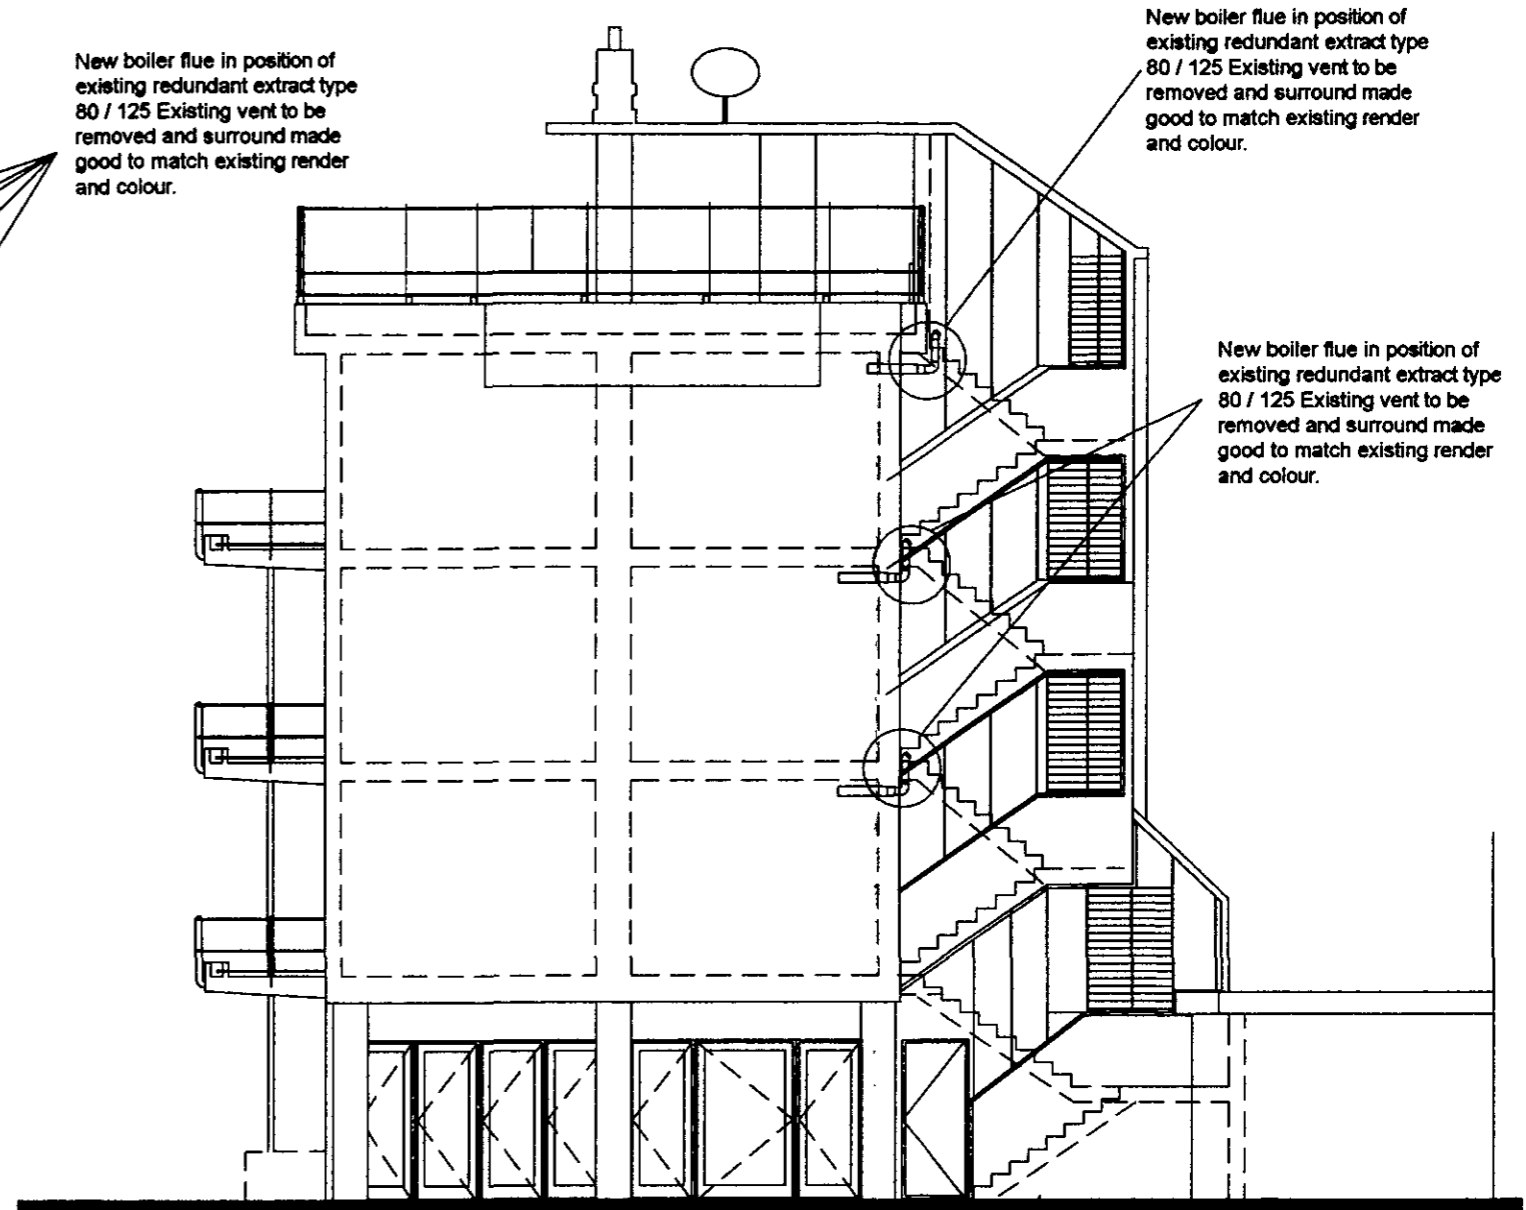 New boiler flue in position of
existing redundant extract type
80 / 125 Existing vent to be
removed and surround made
good to match existing render
and colour.
New boiler flue in position of
existing redundant extract type
80 / 125 Existing vent to be
removed and surround made
good to match existing render
and colour.
New boiler flue in position of
existing redundant extract type
80 / 125 Existing vent to be
removed and surround made
good to match existing render
and colour.